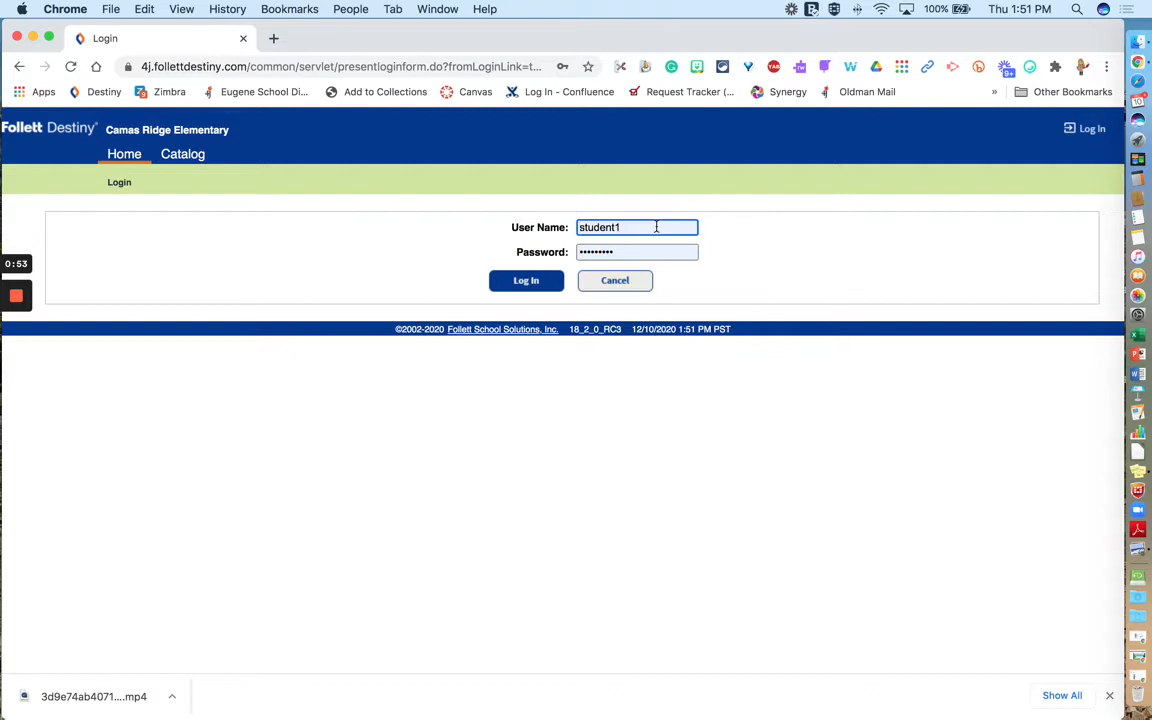 Chrome File Edit View History Bookmarks People Tab Window Help 100% Thu 1:51 PM
Login
4j.follettdestiny.com/common/servlet/presentloginform.do?fromLoginLink=t...
9+
Apps Destiny Zimbra Eugene School Di... Add to Collections Canvas Log In - Confluence Request Tracker (... Synergy Oldman Mail » Other Bookmarks
Follett Destiny® Camas Ridge Elementary Log In
Home Catalog
Login
User Name: student1
Password: •••••••••
0:53
Log In Cancel
©2002-2020 Follett School Solutions, Inc. 18_2_0_RC3 12/10/2020 1:51 PM PST
3d9e74ab4071....mp4 Show All